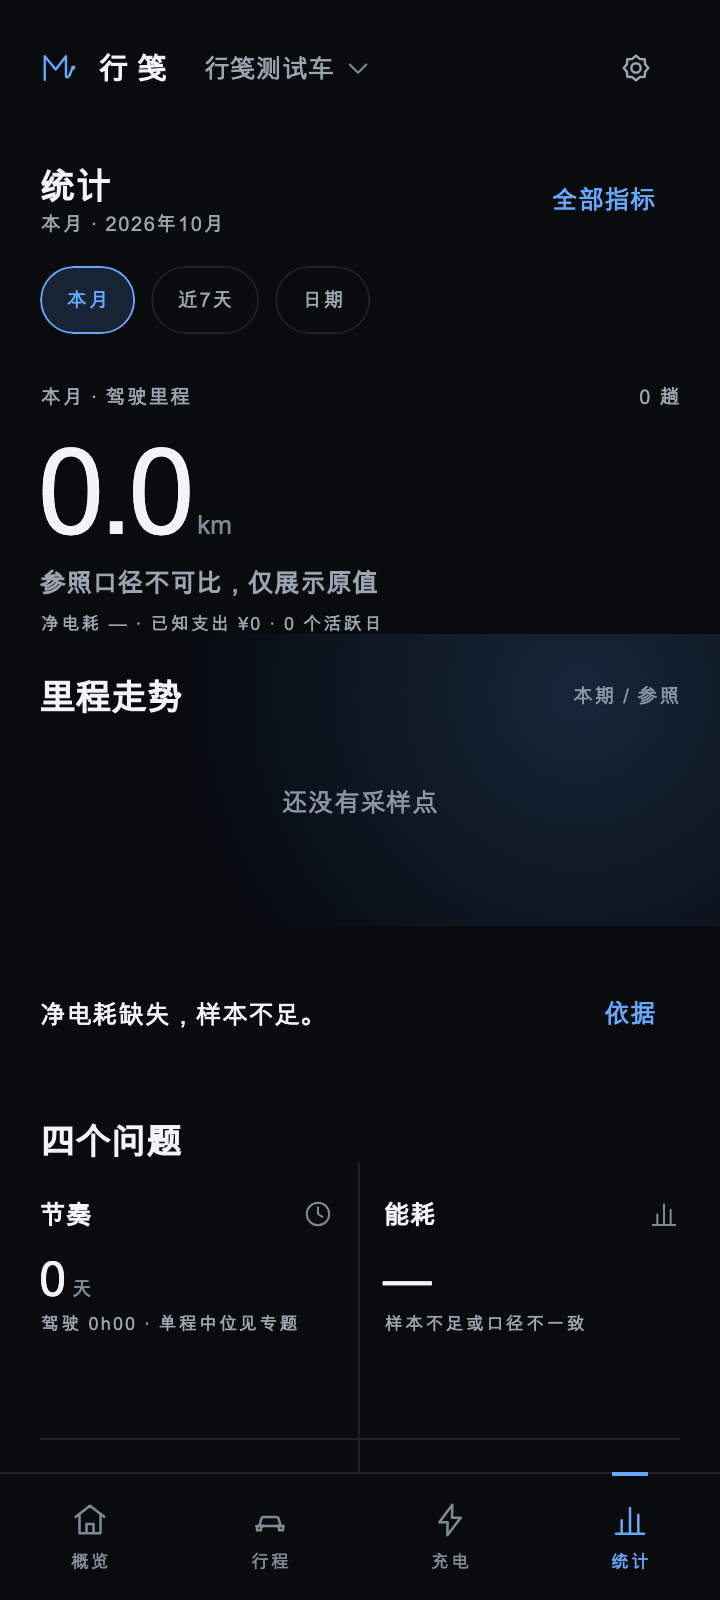 行笺 行笺测试车
统计
全部指标
本月 · 2026年10月
本月 近7天 日期
本月 · 驾驶里程 0 趟
0.0 km
参照口径不可比，仅展示原值
净电耗 — · 已知支出 ¥0 · 0 个活跃日
里程走势 本期 / 参照
还没有采样点
净电耗缺失，样本不足。 依据
四个问题
节奏 能耗
0 天 —
驾驶 0h00 · 单程中位见专题 样本不足或口径不一致
概览 行程 充电 统计